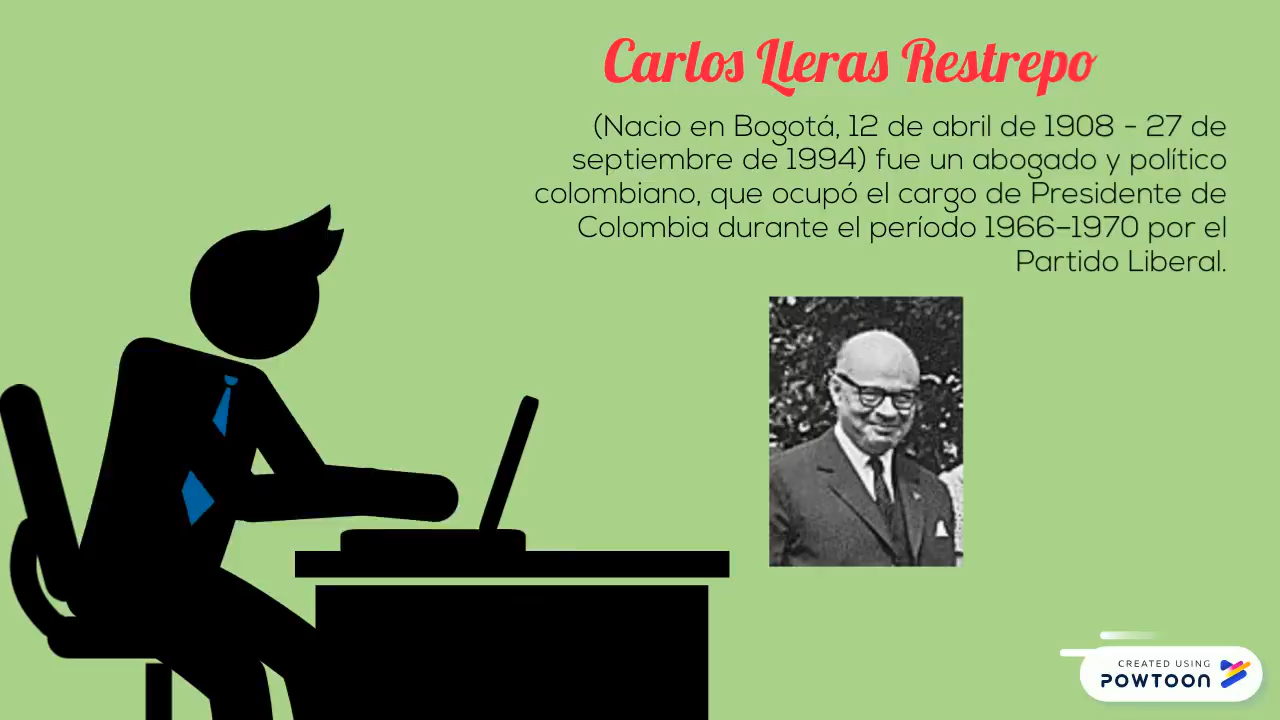 Carlos Lleras Restrepo
(Nacio en Bogotá, 12 de abril de 1908 - 27 de
septiembre de 1994) fue un abogado y político
colombiano, que ocupó el cargo de Presidente de
Colombia durante el período 1966–1970 por el
Partido Liberal.
CREATED USING
POWTOON